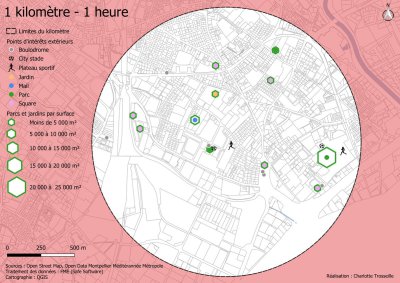 1 kilomètre - 1 heure
Limites du kilomètre
Points d'intérêts extérieurs
Boulodrome
City stade
Plateau sportif
Jardin
Mail
Parc
Square
Parcs et jardins par surface
Moins de 5 000 m²
5 000 à 10 000 m²
10 000 à 15 000 m²
15 000 à 20 000 m²
20 000 à 25 000 m²
0 250 500 m
Sources : Open Street Map, Open Data Montpellier Méditerranée Métropole
Traitement des données : FME (Safe Software)
Cartographie : QGIS
Réalisation : Charlotte Trosseille
N